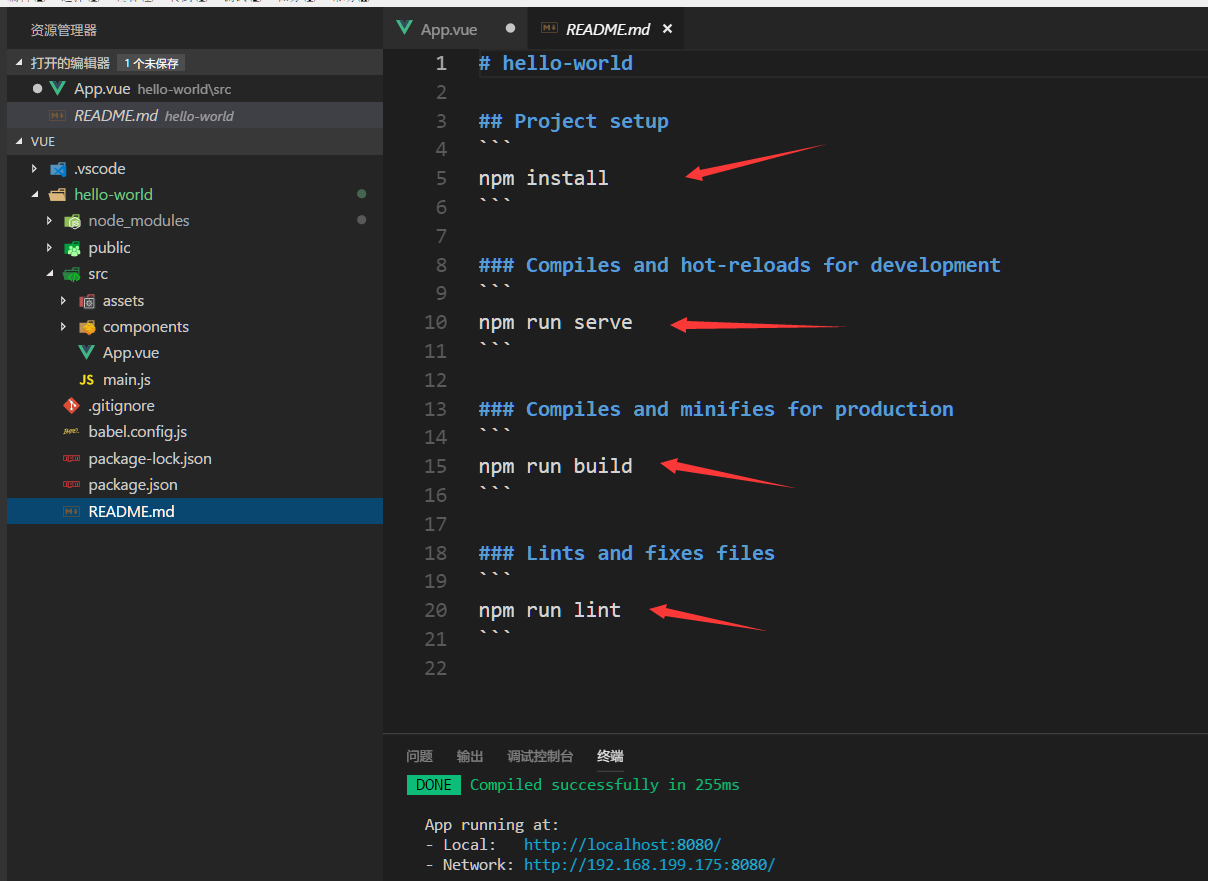 资源管理器
打开的编辑器 1 个未保存
App.vue hello-world\src
README.md hello-world
VUE
.vscode
hello-world
node_modules
public
src
assets
components
App.vue
JS main.js
.gitignore
babel.config.js
package-lock.json
package.json
README.md
App.vue README.md ×
1 # hello-world
2
3 ## Project setup
4 ```
5 npm install
6 ```
7
8 ### Compiles and hot-reloads for development
9 ```
10 npm run serve
11 ```
12
13 ### Compiles and minifies for production
14 ```
15 npm run build
16 ```
17
18 ### Lints and fixes files
19 ```
20 npm run lint
21 ```
22
问题 输出 调试控制台 终端
DONE Compiled successfully in 255ms
App running at:
- Local: http://localhost:8080/
- Network: http://192.168.199.175:8080/